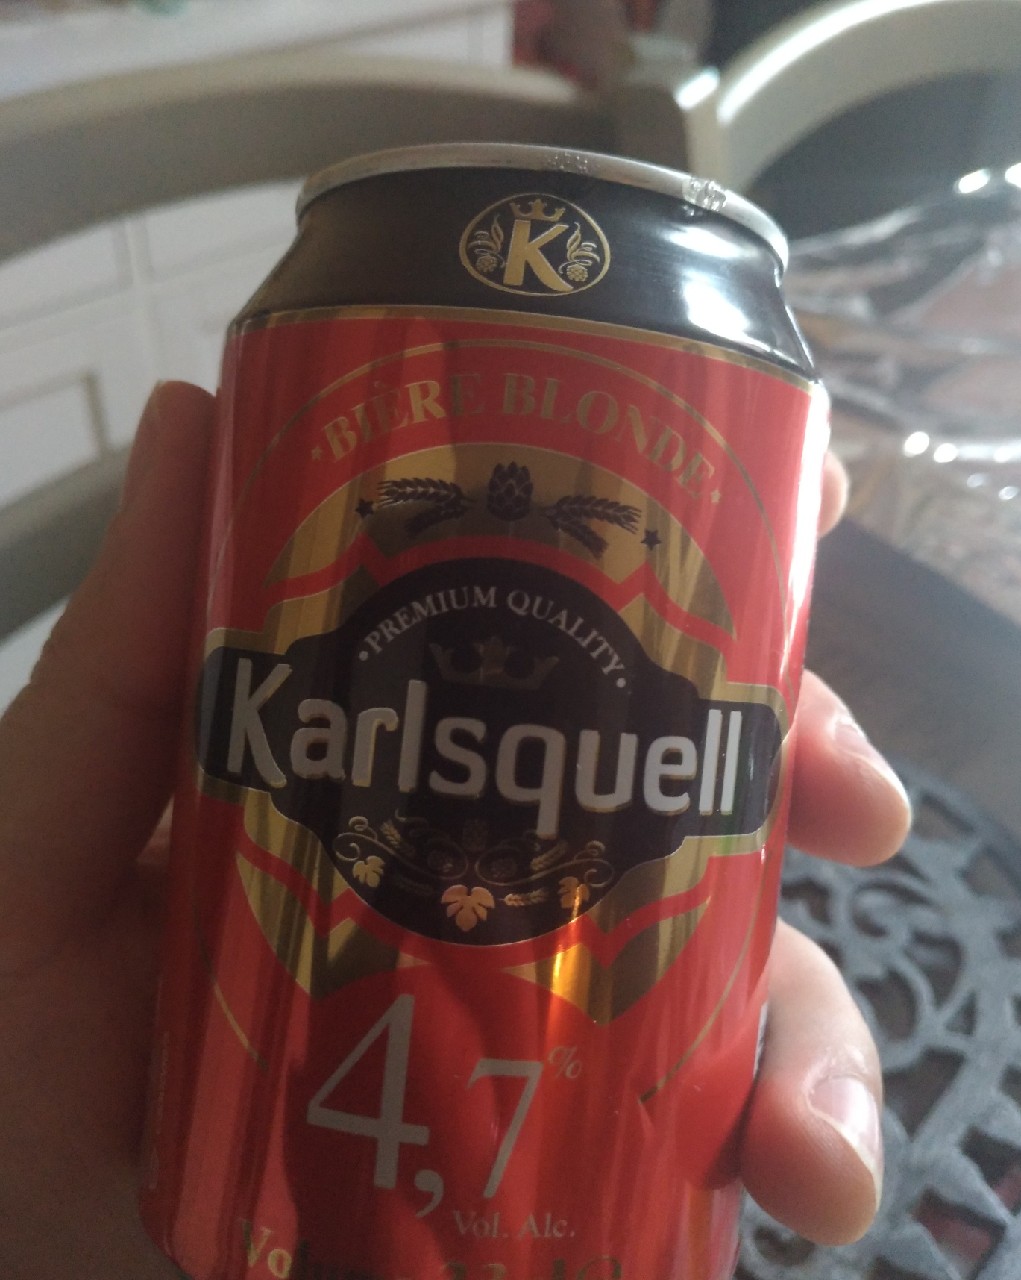 K
BIÈRE BLONDE
PREMIUM QUALITY
Karlsquell
4,7%
Vol. Alc.